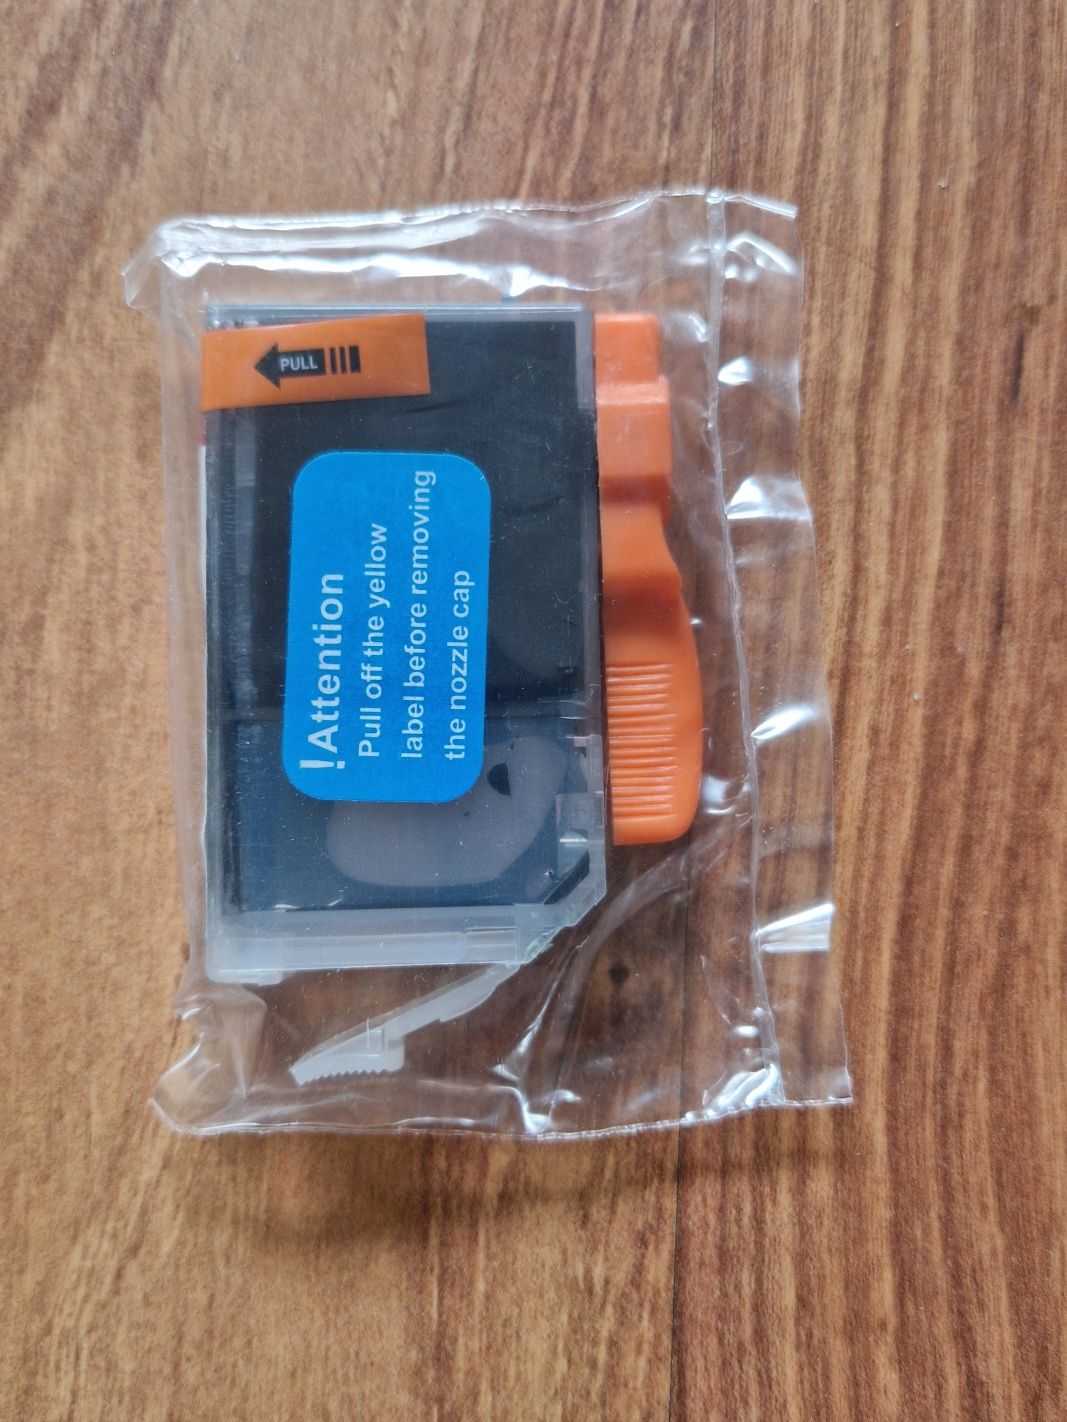 PULL
!Attention
Pull off the yellow
label before removing
the nozzle cap